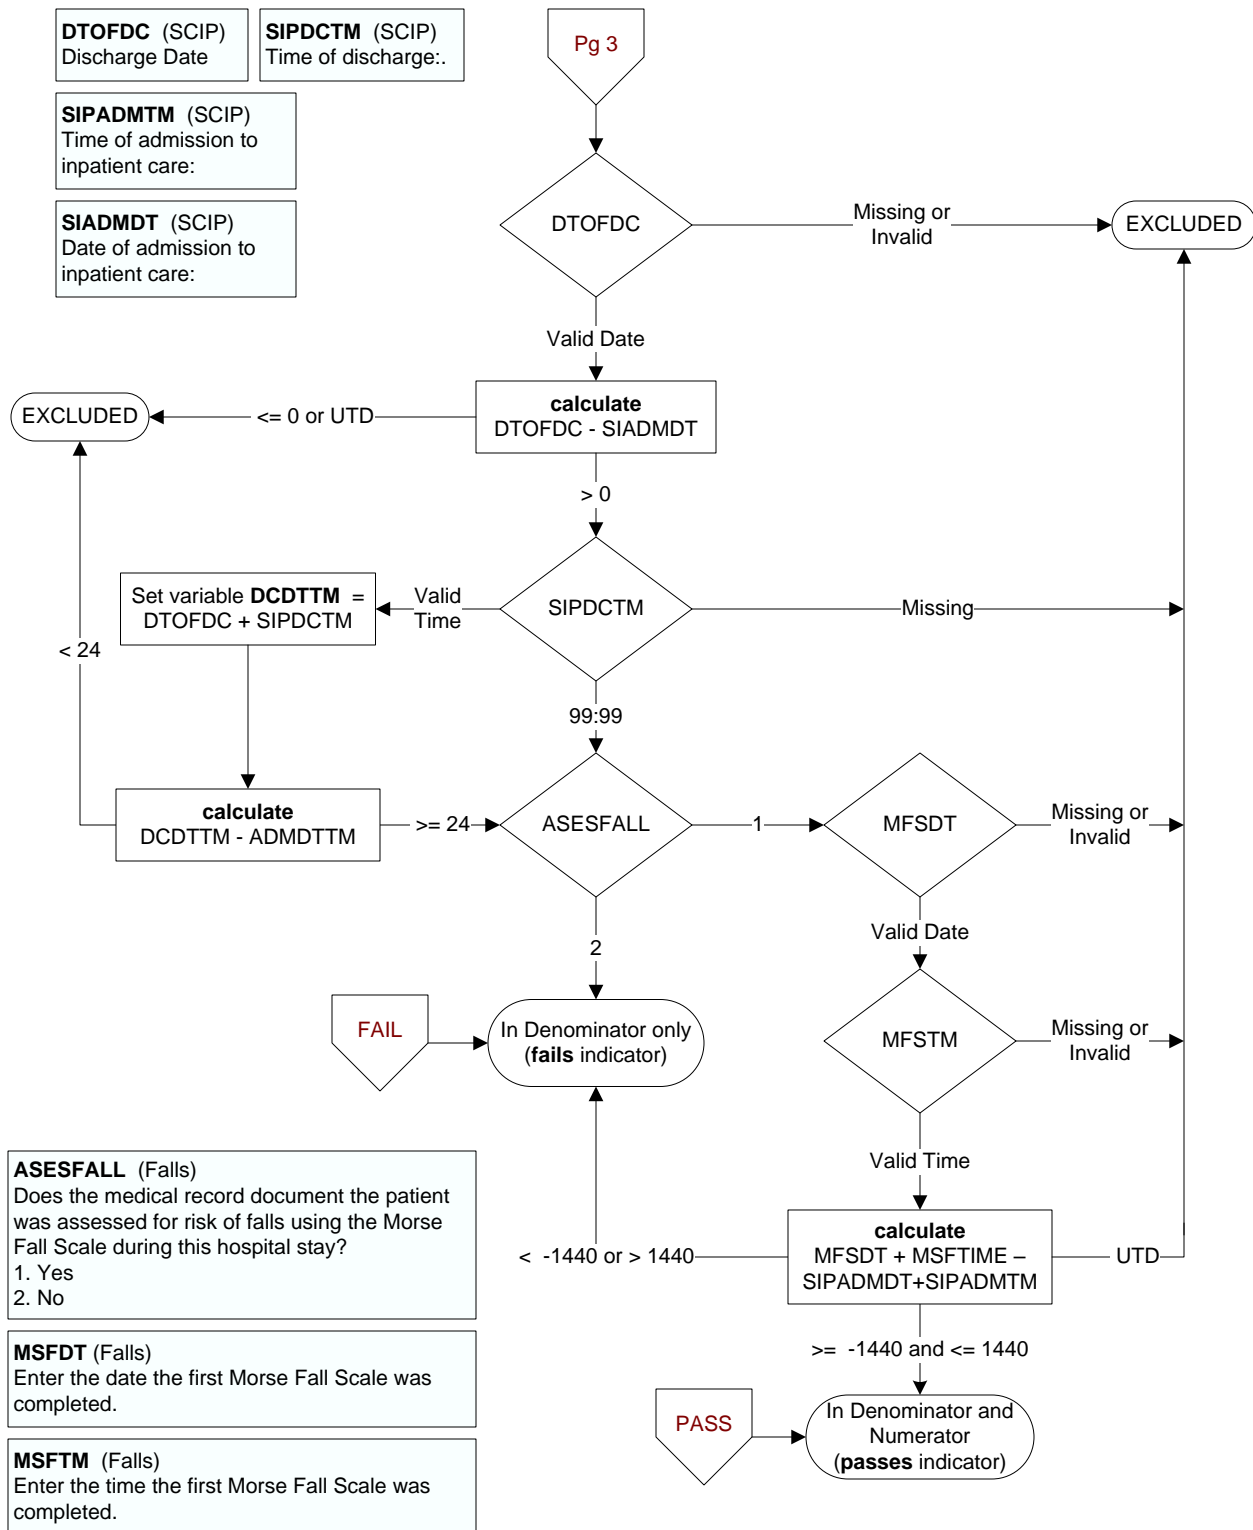 DTOFDC (SCIP)
Discharge Date
SIPDCTM (SCIP)
Time of discharge:.
Pg 3
SIPADMTM (SCIP)
Time of admission to
inpatient care:
SIADMDT (SCIP)
Date of admission to
inpatient care:
DTOFDC
Missing or
Invalid
EXCLUDED
Valid Date
EXCLUDED
<= 0 or UTD
calculate
DTOFDC - SIADMDT
> 0
Set variable DCDTTM =
DTOFDC + SIPDCTM
Valid
Time
SIPDCTM
Missing
< 24
99:99
calculate
DCDTTM - ADMDTTM
>= 24
ASESFALL
1
MFSDT
Missing or
Invalid
2
Valid Date
FAIL
In Denominator only
(fails indicator)
MFSTM
Missing or
Invalid
Valid Time
ASESFALL (Falls)
Does the medical record document the patient
was assessed for risk of falls using the Morse
Fall Scale during this hospital stay?
1. Yes
2. No
< -1440 or > 1440
calculate
MFSDT + MSFTIME –
SIPADMDT+SIPADMTM
UTD
>= -1440 and <= 1440
MSFDT (Falls)
Enter the date the first Morse Fall Scale was
completed.
PASS
In Denominator and
Numerator
(passes indicator)
MSFTM (Falls)
Enter the time the first Morse Fall Scale was
completed.